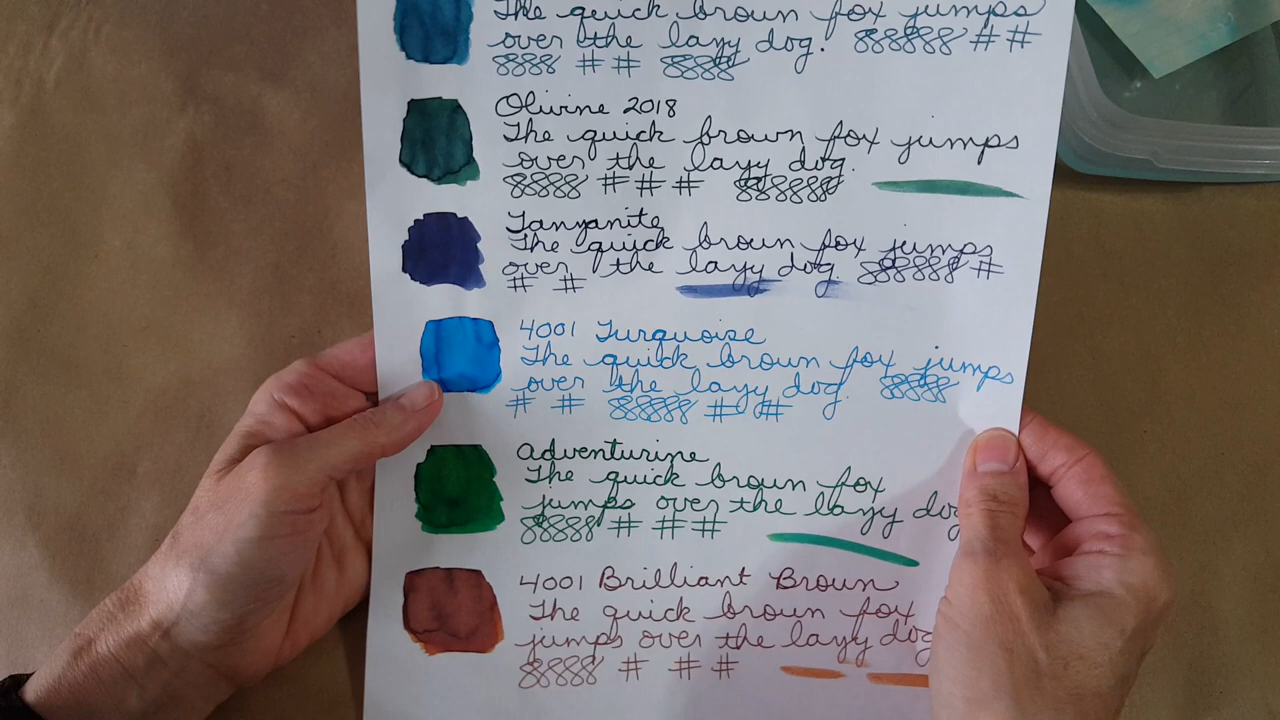 The quick brown fox jumps
over the lazy dog. 888888 # #
8888 # # 8888
Olivine 2018
The quick brown fox jumps
over the lazy dog.
88888 # # # 888888
Tanzanite
The quick brown fox jumps
over the lazy dog. 888888 #
# #
4001 Turquoise
The quick brown fox jumps
over the lazy dog. 8888
# # 88888 # #
Adventurine
The quick brown fox
jumps over the lazy dog
88888 # # #
4001 Brilliant Brown
The quick brown fox
jumps over the lazy dog
8888 # # #